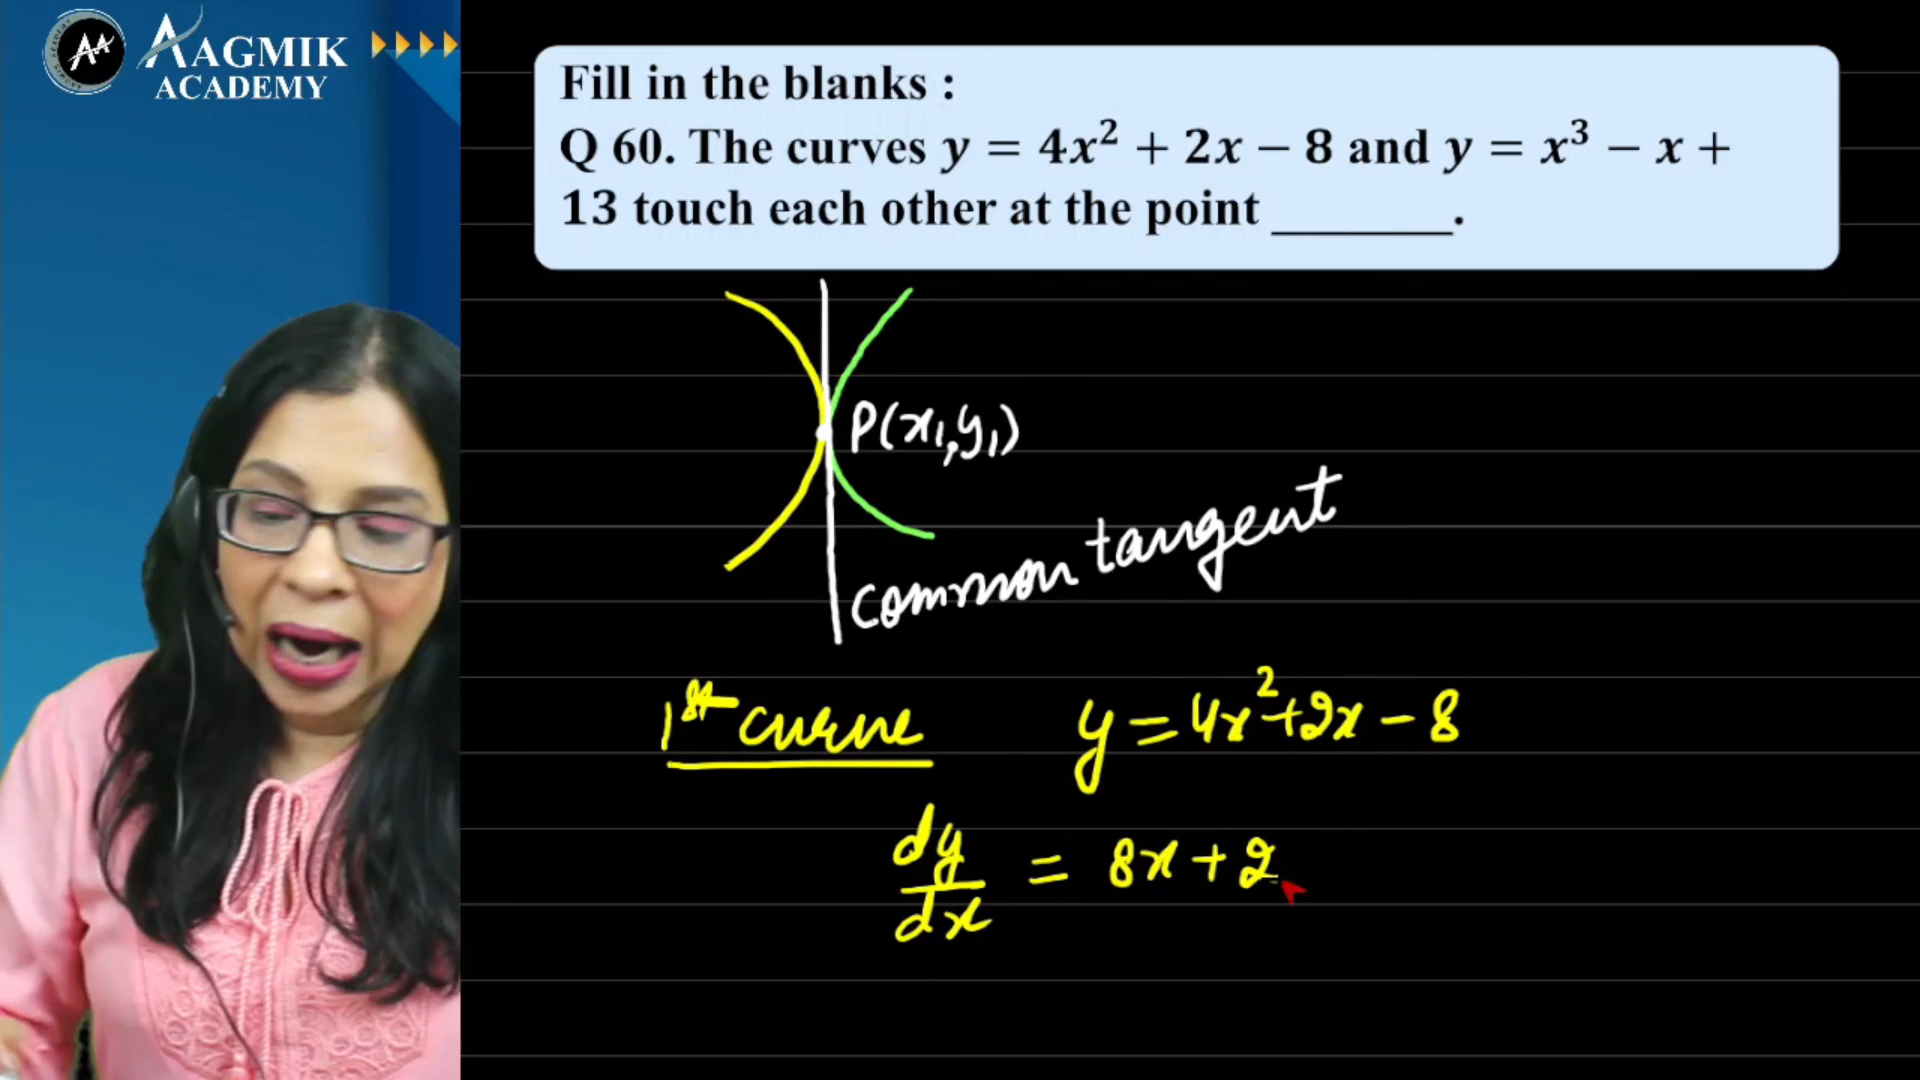 AAGMIK
ACADEMY
Fill in the blanks :
Q 60. The curves y = 4x² + 2x − 8 and y = x³ − x +
13 touch each other at the point ________.
P(x₁,y₁)
common tangent
1st curve y = 4x²+2x − 8
dy/dx = 8x + 2